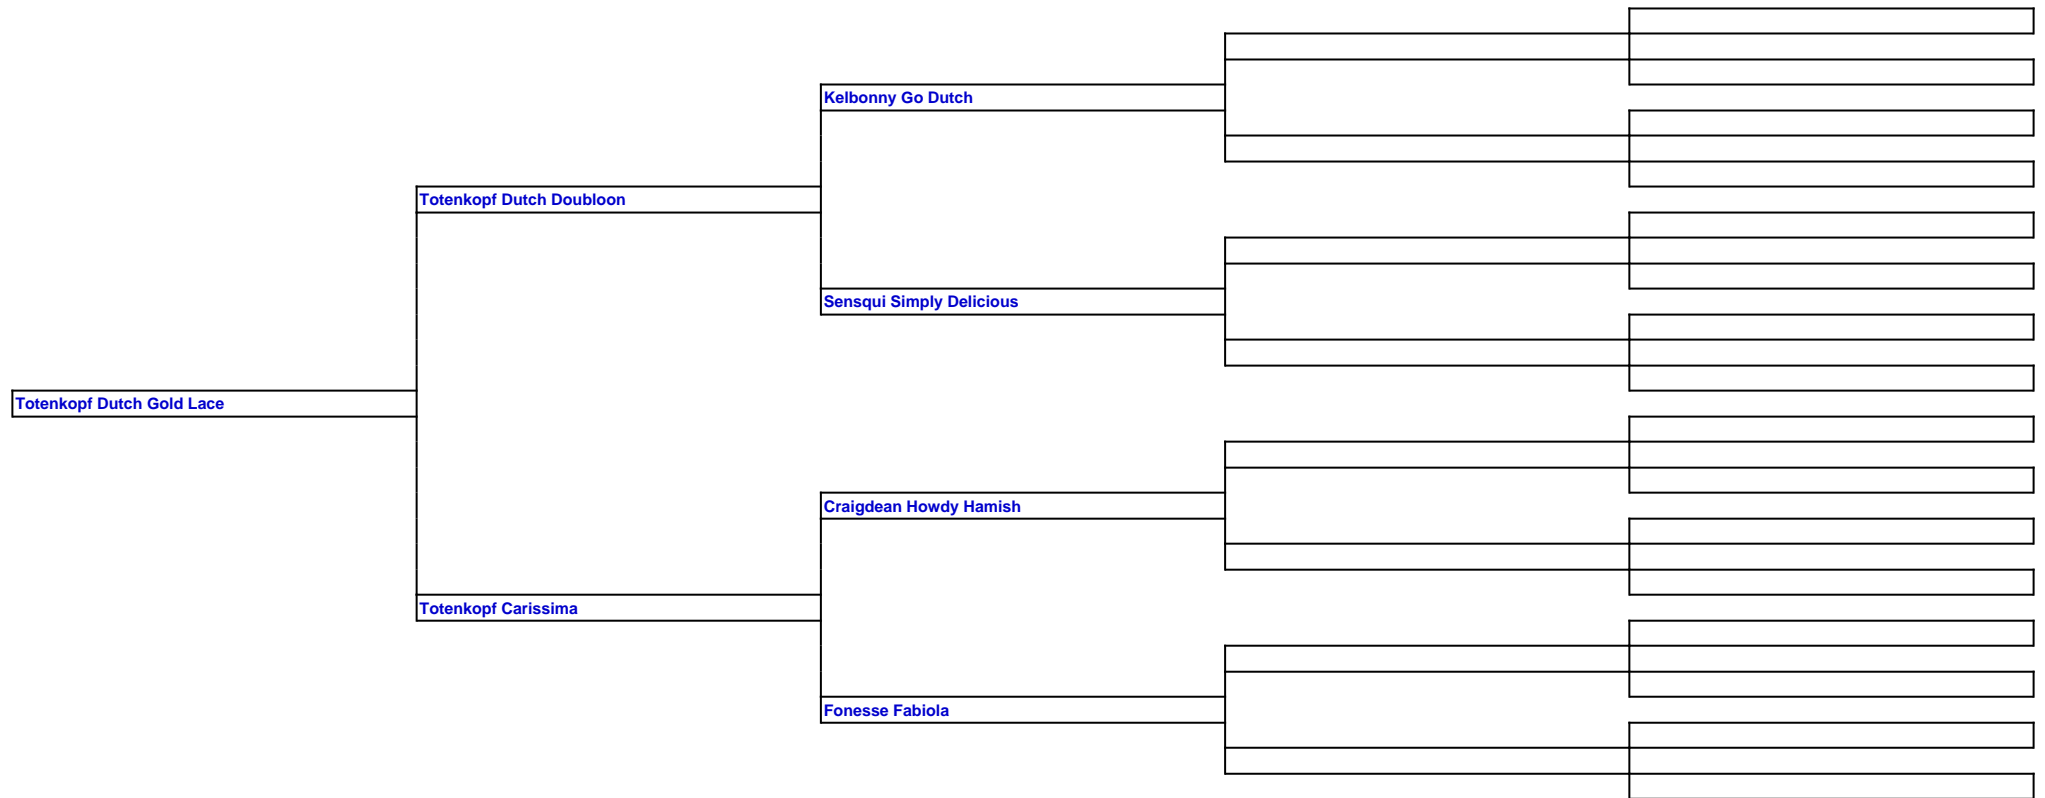 Kelbonny Go Dutch
Totenkopf Dutch Doubloon
Sensqui Simply Delicious
Totenkopf Dutch Gold Lace
Craigdean Howdy Hamish
Totenkopf Carissima
Fonesse Fabiola